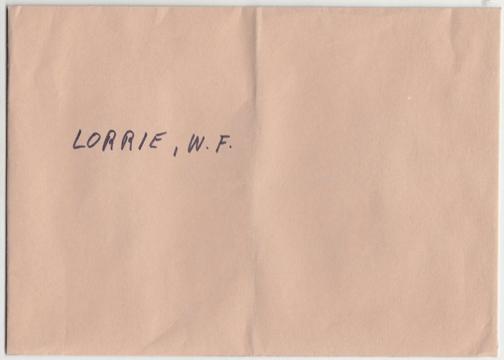 LORRIE, W. F.